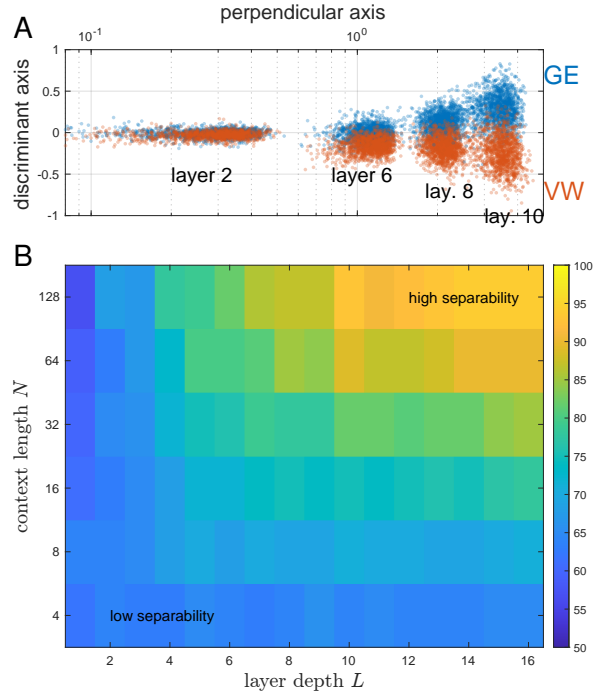 perpendicular axis
A
10^-1
10^0
discriminant axis
1
0.5
0
-0.5
-1
GE
VW
layer 2
layer 6
lay. 8
lay. 10
B
context length N
128
64
32
16
8
4
high separability
low separability
2 4 6 8 10 12 14 16
layer depth L
100
95
90
85
80
75
70
65
60
55
50